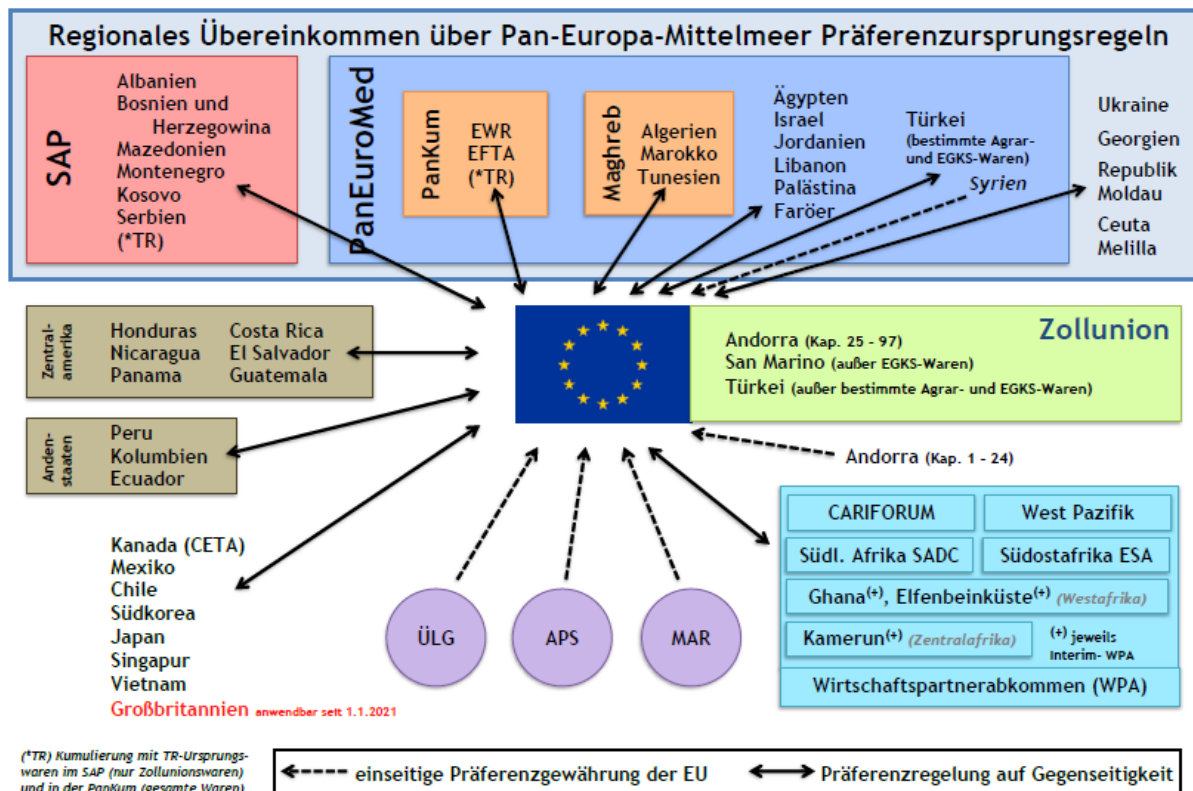 Regionales Übereinkommen über Pan-Europa-Mittelmeer Präferenzursprungsregeln
SAP
Albanien
Bosnien und
Herzegowina
Mazedonien
Montenegro
Kosovo
Serbien
(*TR)
PanEuroMed
PanKum
EWR
EFTA
(*TR)
Maghreb
Algerien
Marokko
Tunesien
Ägypten
Israel
Jordanien
Libanon
Palästina
Faröer
Türkei
(bestimmte Agrar-
und EGKS-Waren)
Syrien
Ukraine
Georgien
Republik
Moldau
Ceuta
Melilla
Zentral-
amerika
Honduras
Nicaragua
Panama
Costa Rica
El Salvador
Guatemala
Zollunion
Andorra (Kap. 25 - 97)
San Marino (außer EGKS-Waren)
Türkei (außer bestimmte Agrar- und EGKS-Waren)
Anden-
staaten
Peru
Kolumbien
Ecuador
Andorra (Kap. 1 - 24)
Kanada (CETA)
Mexiko
Chile
Südkorea
Japan
Singapur
Vietnam
Großbritannien anwendbar seit 1.1.2021
ÜLG
APS
MAR
CARIFORUM
West Pazifik
Südl. Afrika SADC
Südostafrika ESA
Ghana(+), Elfenbeinküste(+) (Westafrika)
Kamerun(+) (Zentralafrika)
(+) jeweils
Interim- WPA
Wirtschaftspartnerabkommen (WPA)
(*TR) Kumulierung mit TR-Ursprungs-
waren im SAP (nur Zollunionswaren)
und in der PanKum (gesamte Waren)
einseitige Präferenzgewährung der EU
Präferenzregelung auf Gegenseitigkeit